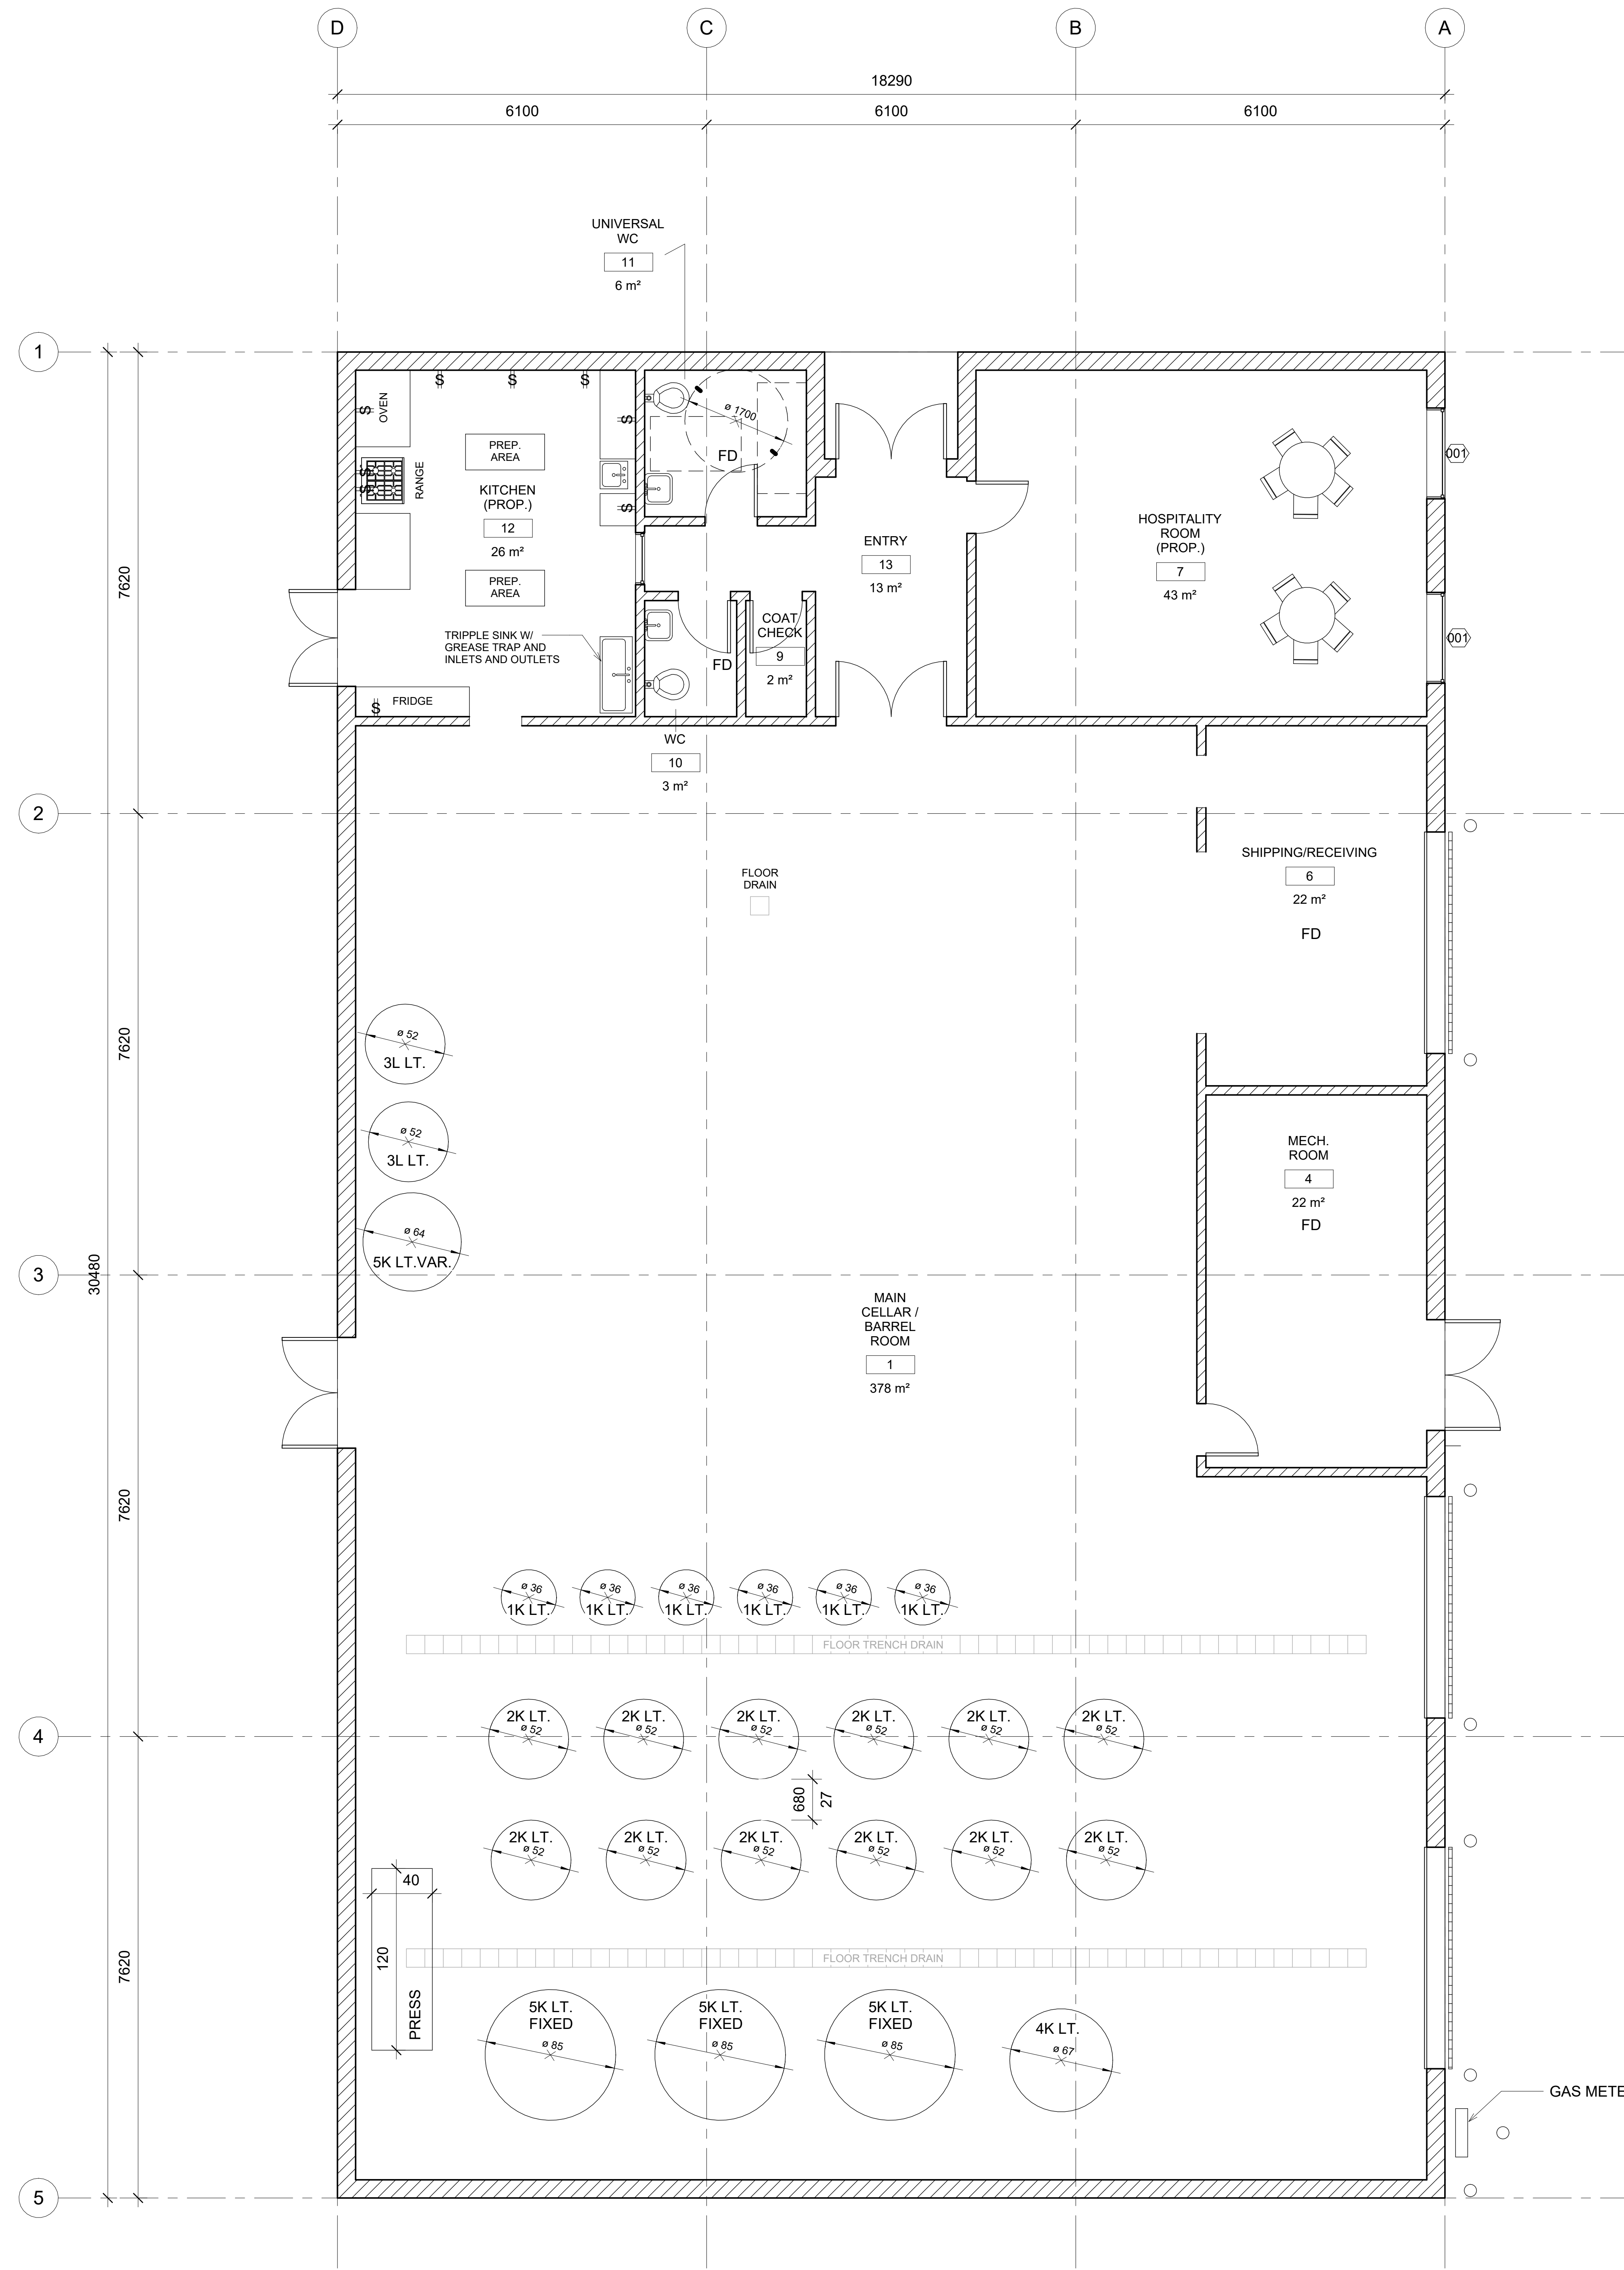 D
C
B
A
18290
6100
6100
6100
UNIVERSAL
WC
11
6 m²
1
2
3
4
5
7620
7620
7620
7620
30480
OVEN
RANGE
S
S
S
S
S
S
S
S
S
PREP.
AREA
KITCHEN
(PROP.)
12
26 m²
PREP.
AREA
TRIPPLE SINK W/
GREASE TRAP AND
INLETS AND OUTLETS
FRIDGE
ø 1700
FD
ENTRY
13
13 m²
COAT
CHECK
9
2 m²
FD
WC
10
3 m²
HOSPITALITY
ROOM
(PROP.)
7
43 m²
001
001
SHIPPING/RECEIVING
6
22 m²
FD
FLOOR
DRAIN
ø 52
3L LT.
ø 52
3L LT.
ø 64
5K LT.VAR.
MECH.
ROOM
4
22 m²
FD
MAIN
CELLAR /
BARREL
ROOM
1
378 m²
ø 36
1K LT.
ø 36
1K LT.
ø 36
1K LT.
ø 36
1K LT.
ø 36
1K LT.
ø 36
1K LT.
FLOOR TRENCH DRAIN
2K LT.
ø 52
2K LT.
ø 52
2K LT.
ø 52
2K LT.
ø 52
2K LT.
ø 52
2K LT.
ø 52
680
27
2K LT.
ø 52
2K LT.
ø 52
2K LT.
ø 52
2K LT.
ø 52
2K LT.
ø 52
2K LT.
ø 52
40
120
PRESS
FLOOR TRENCH DRAIN
5K LT.
FIXED
ø 85
5K LT.
FIXED
ø 85
5K LT.
FIXED
ø 85
4K LT.
ø 67
GAS METE